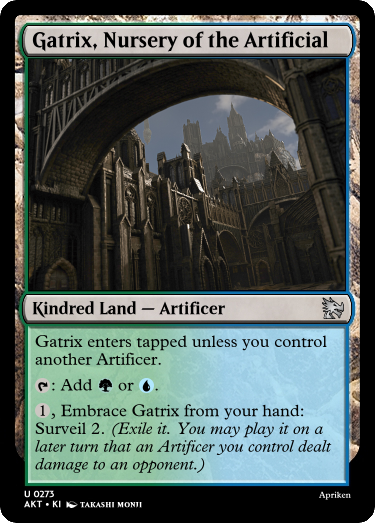 Gatrix, Nursery of the Artificial
Kindred Land — Artificer
Gatrix enters tapped unless you control
another Artificer.
: Add or .
1, Embrace Gatrix from your hand:
Surveil 2. (Exile it. You may play it on a
later turn that an Artificer you control dealt
damage to an opponent.)
U 0273
AKT • KI TAKASHI MONJI
Apriken